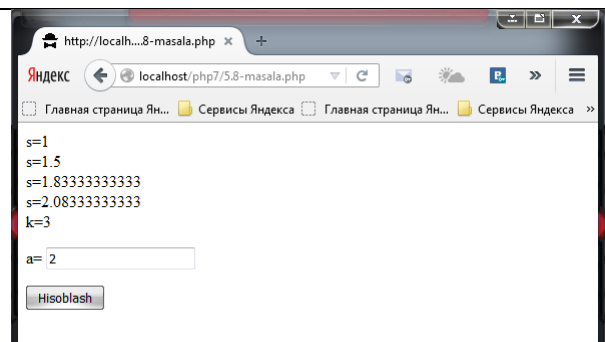 http://localh....8-masala.php × +
Яндекс localhost/php7/5.8-masala.php »
Главная страница Ян... Сервисы Яндекса Главная страница Ян... Сервисы Яндекса »
s=1
s=1.5
s=1.83333333333
s=2.08333333333
k=3
a= 2
Hisoblash